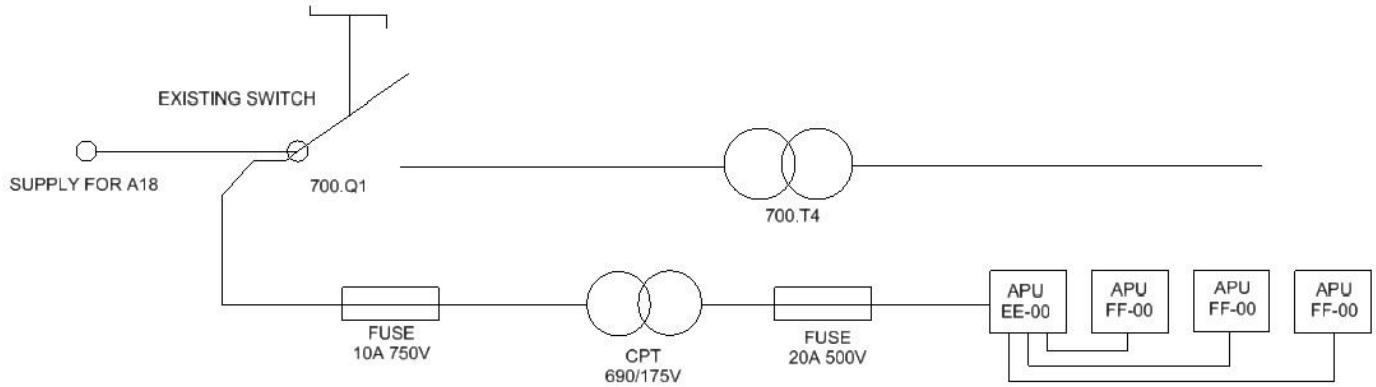 EXISTING SWITCH
SUPPLY FOR A18
700.Q1
700.T4
FUSE
10A 750V
CPT
690/175V
FUSE
20A 500V
APU
EE-00
APU
FF-00
APU
FF-00
APU
FF-00